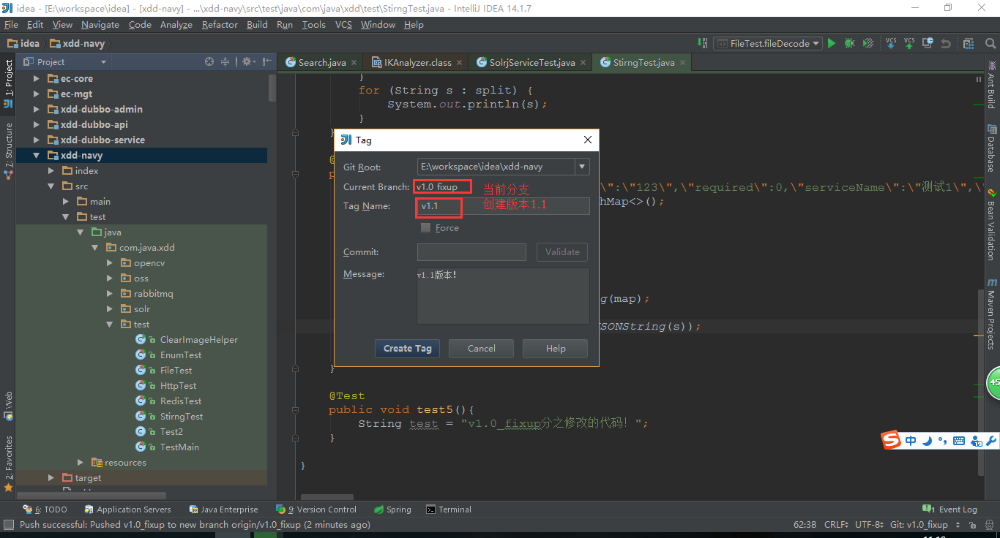 idea - [E:\workspace\idea] - [xdd-navy] - ...\xdd-navy\src\test\java\com\java\xdd\test\StirngTest.java - IntelliJ IDEA 14.1.7
File Edit View Navigate Code Analyze Refactor Build Run Tools VCS Window Help
idea xdd-navy FileTest.fileDecode VCS VCS
Project Search.java IKAnalyzer.class SolrjServiceTest.java StirngTest.java
1: Project
7: Structure
Web
2: Favorites
ec-core
ec-mgt
xdd-dubbo-admin
xdd-dubbo-api
xdd-dubbo-service
xdd-navy
index
src
main
test
java
com.java.xdd
opencv
oss
rabbitmq
solr
test
ClearImageHelper
EnumTest
FileTest
HttpTest
RedisTest
StirngTest
Test2
TestMain
resources
target
}
for (String s : split) {
System.out.println(s);
}
}
\":\"123\",\"required\":0,\"serviceName\":\"测试1\",\
hMap<>();
g(map);
SONString(s));
}
@Test
public void test5(){
String test = "v1.0_fixup分之修改的代码！";
}
}
Tag
Git Root: E:\workspace\idea\xdd-navy
Current Branch: v1.0 fixup 当前分支
Tag Name: v1.1 创建版本1.1
Force
Commit: Validate
Message: v1.1版本!
Create Tag Cancel Help
Ant Build
Database
Bean Validation
m Maven Projects
45
中
6: TODO Application Servers Java Enterprise 9: Version Control Spring Terminal 1 Event Log
Push successful: Pushed v1.0_fixup to new branch origin/v1.0_fixup (2 minutes ago) 62:38 CRLF UTF-8 Git: v1.0_fixup